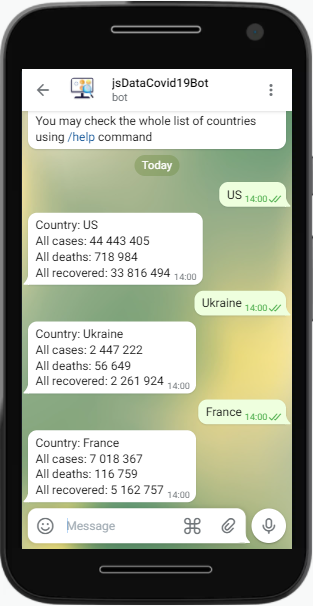 jsDataCovid19Bot
bot
You may check the whole list of countries
using /help command
Today
US 14:00
Country: US
All cases: 44 443 405
All deaths: 718 984
All recovered: 33 816 494 14:00
Ukraine 14:00
Country: Ukraine
All cases: 2 447 222
All deaths: 56 649
All recovered: 2 261 924 14:00
France 14:00
Country: France
All cases: 7 018 367
All deaths: 116 759
All recovered: 5 162 757 14:00
Message